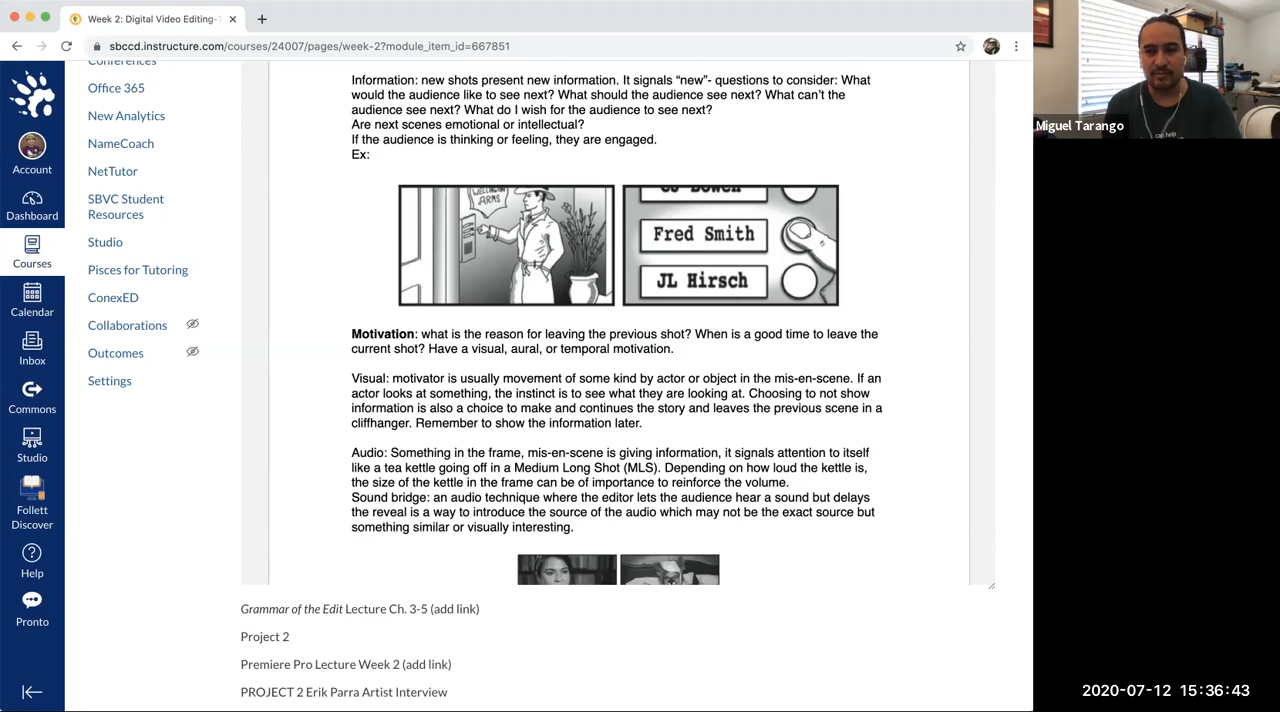 Week 2: Digital Video Editing-
sbccd.instructure.com/courses/24007/pages/week-2?module_item_id=667851
Account
Dashboard
Courses
Calendar
Inbox
Commons
Studio
Follett
Discover
Help
Pronto
Conferences
Office 365
New Analytics
NameCoach
NetTutor
SBVC Student
Resources
Studio
Pisces for Tutoring
ConexED
Collaborations
Outcomes
Settings
Information: new shots present new information. It signals “new”- questions to consider: What
would the audience like to see next? What should the audience see next? What can’t the
audience see next? What do I wish for the audience to see next?
Are new scenes emotional or intellectual?
If the audience is thinking or feeling, they are engaged.
Ex:
WELLINGTON
ARMS
Fred Smith
JL Hirsch
Motivation: what is the reason for leaving the previous shot? When is a good time to leave the
current shot? Have a visual, aural, or temporal motivation.
Visual: motivator is usually movement of some kind by actor or object in the mis-en-scene. If an
actor looks at something, the instinct is to see what they are looking at. Choosing to not show
information is also a choice to make and continues the story and leaves the previous scene in a
cliffhanger. Remember to show the information later.
Audio: Something in the frame, mis-en-scene is giving information, it signals attention to itself
like a tea kettle going off in a Medium Long Shot (MLS). Depending on how loud the kettle is,
the size of the kettle in the frame can be of importance to reinforce the volume.
Sound bridge: an audio technique where the editor lets the audience hear a sound but delays
the reveal is a way to introduce the source of the audio which may not be the exact source but
something similar or visually interesting.
Grammar of the Edit Lecture Ch. 3-5 (add link)
Project 2
Premiere Pro Lecture Week 2 (add link)
PROJECT 2 Erik Parra Artist Interview
Miguel Tarango
can help
2020-07-12 15:36:43